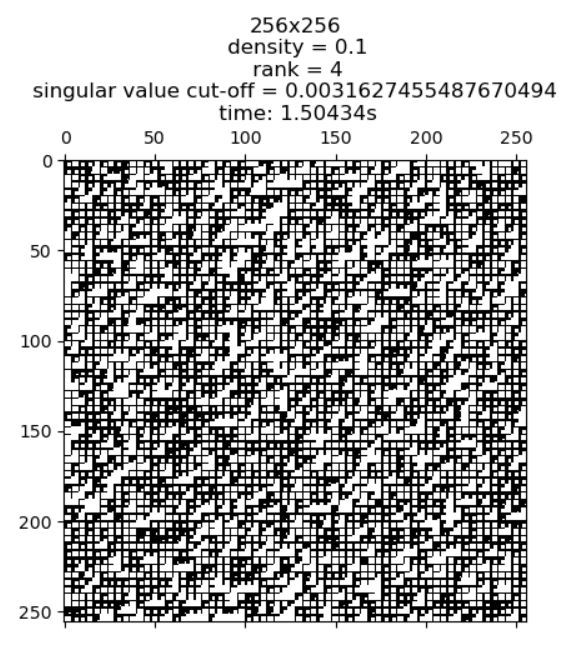 256x256
density = 0.1
rank = 4
singular value cut-off = 0.0031627455487670494
time: 1.50434s
0 50 100 150 200 250
0
50
100
150
200
250